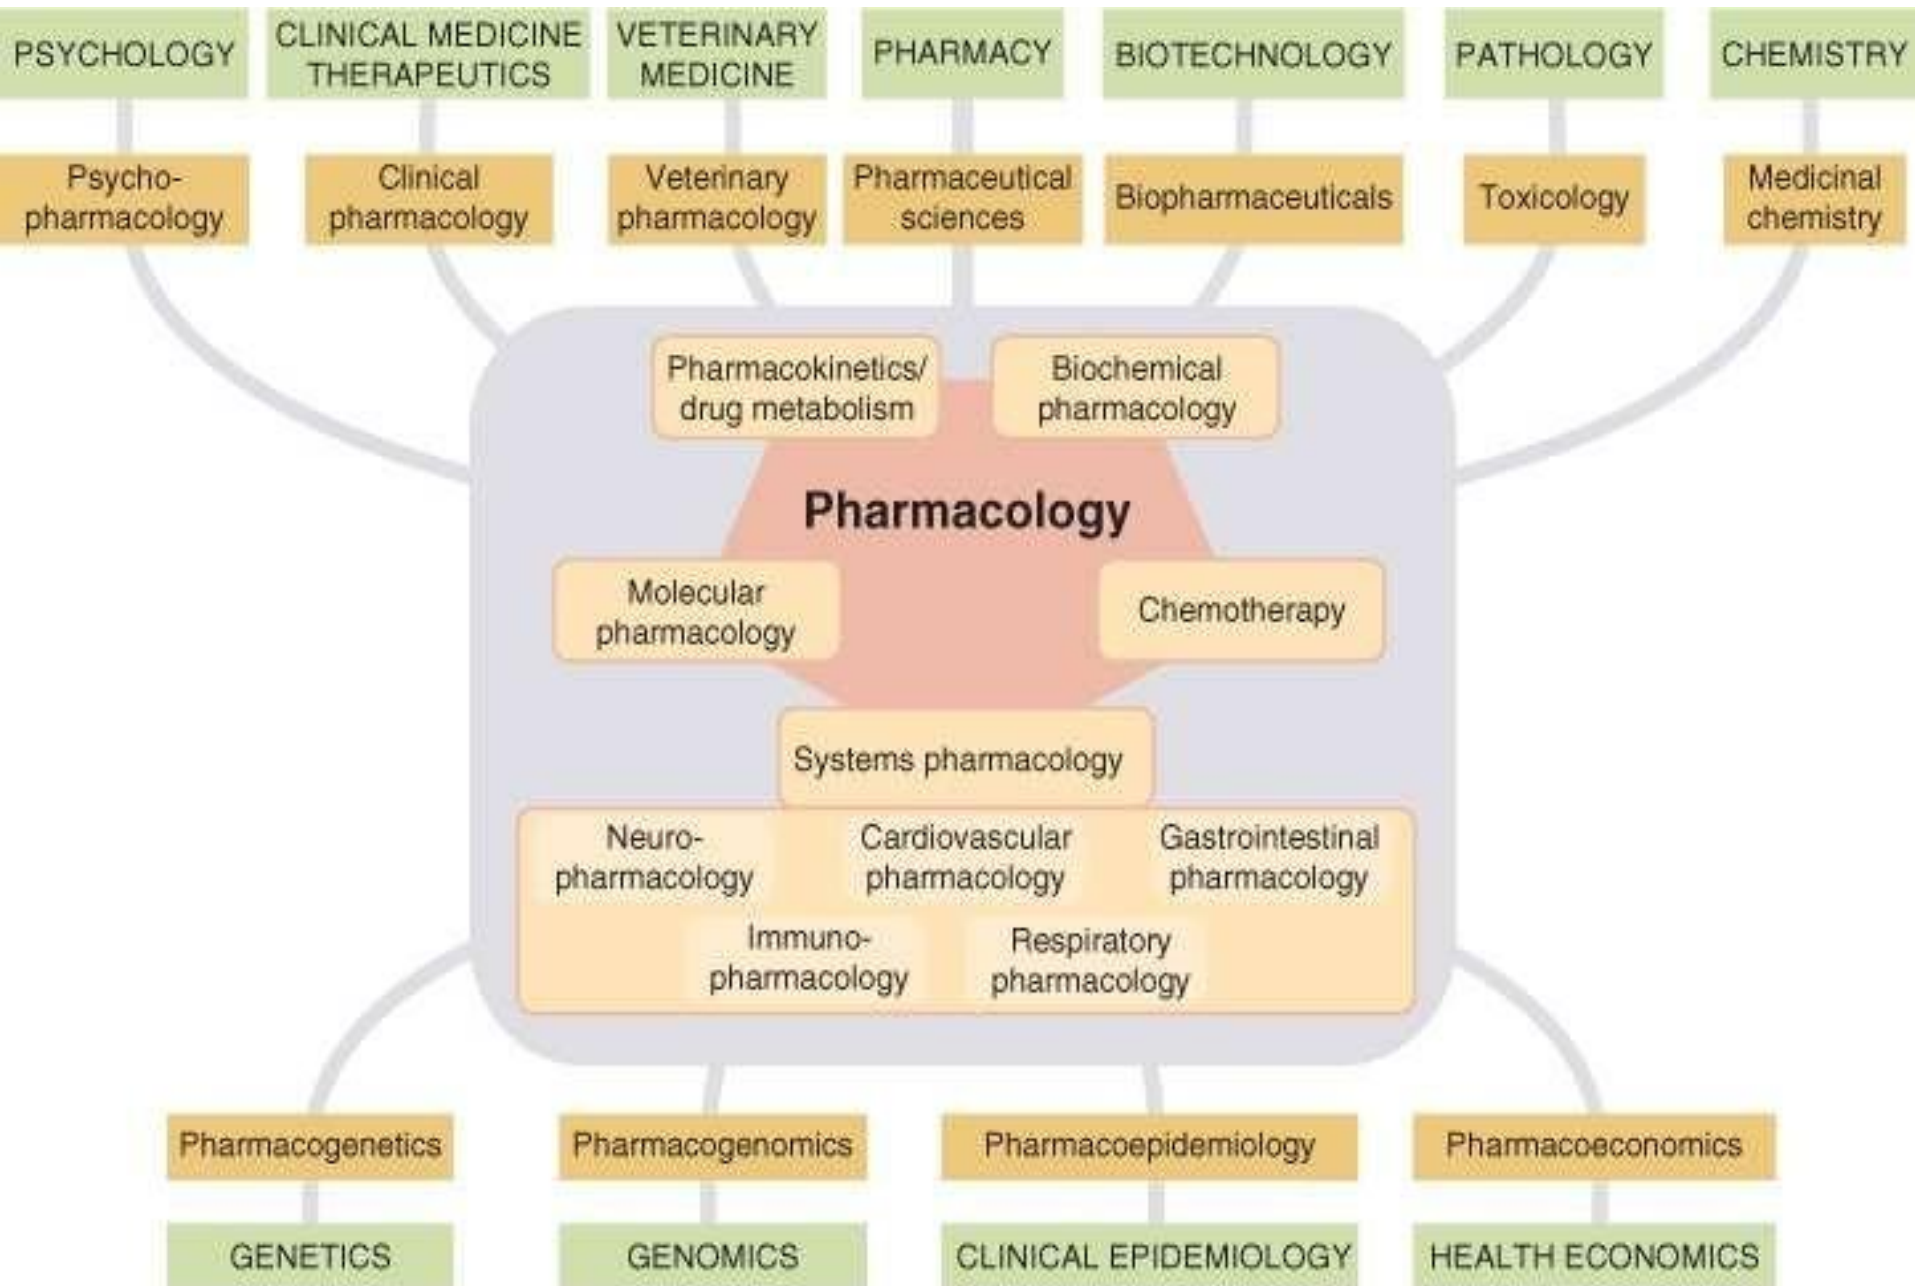 PSYCHOLOGY
CLINICAL MEDICINE
THERAPEUTICS
VETERINARY
MEDICINE
PHARMACY
BIOTECHNOLOGY
PATHOLOGY
CHEMISTRY
Psycho-
pharmacology
Clinical
pharmacology
Veterinary
pharmacology
Pharmaceutical
sciences
Biopharmaceuticals
Toxicology
Medicinal
chemistry
Pharmacokinetics/
drug metabolism
Biochemical
pharmacology
Pharmacology
Molecular
pharmacology
Chemotherapy
Systems pharmacology
Neuro-
pharmacology
Cardiovascular
pharmacology
Gastrointestinal
pharmacology
Immuno-
pharmacology
Respiratory
pharmacology
Pharmacogenetics
Pharmacogenomics
Pharmacoepidemiology
Pharmacoeconomics
GENETICS
GENOMICS
CLINICAL EPIDEMIOLOGY
HEALTH ECONOMICS